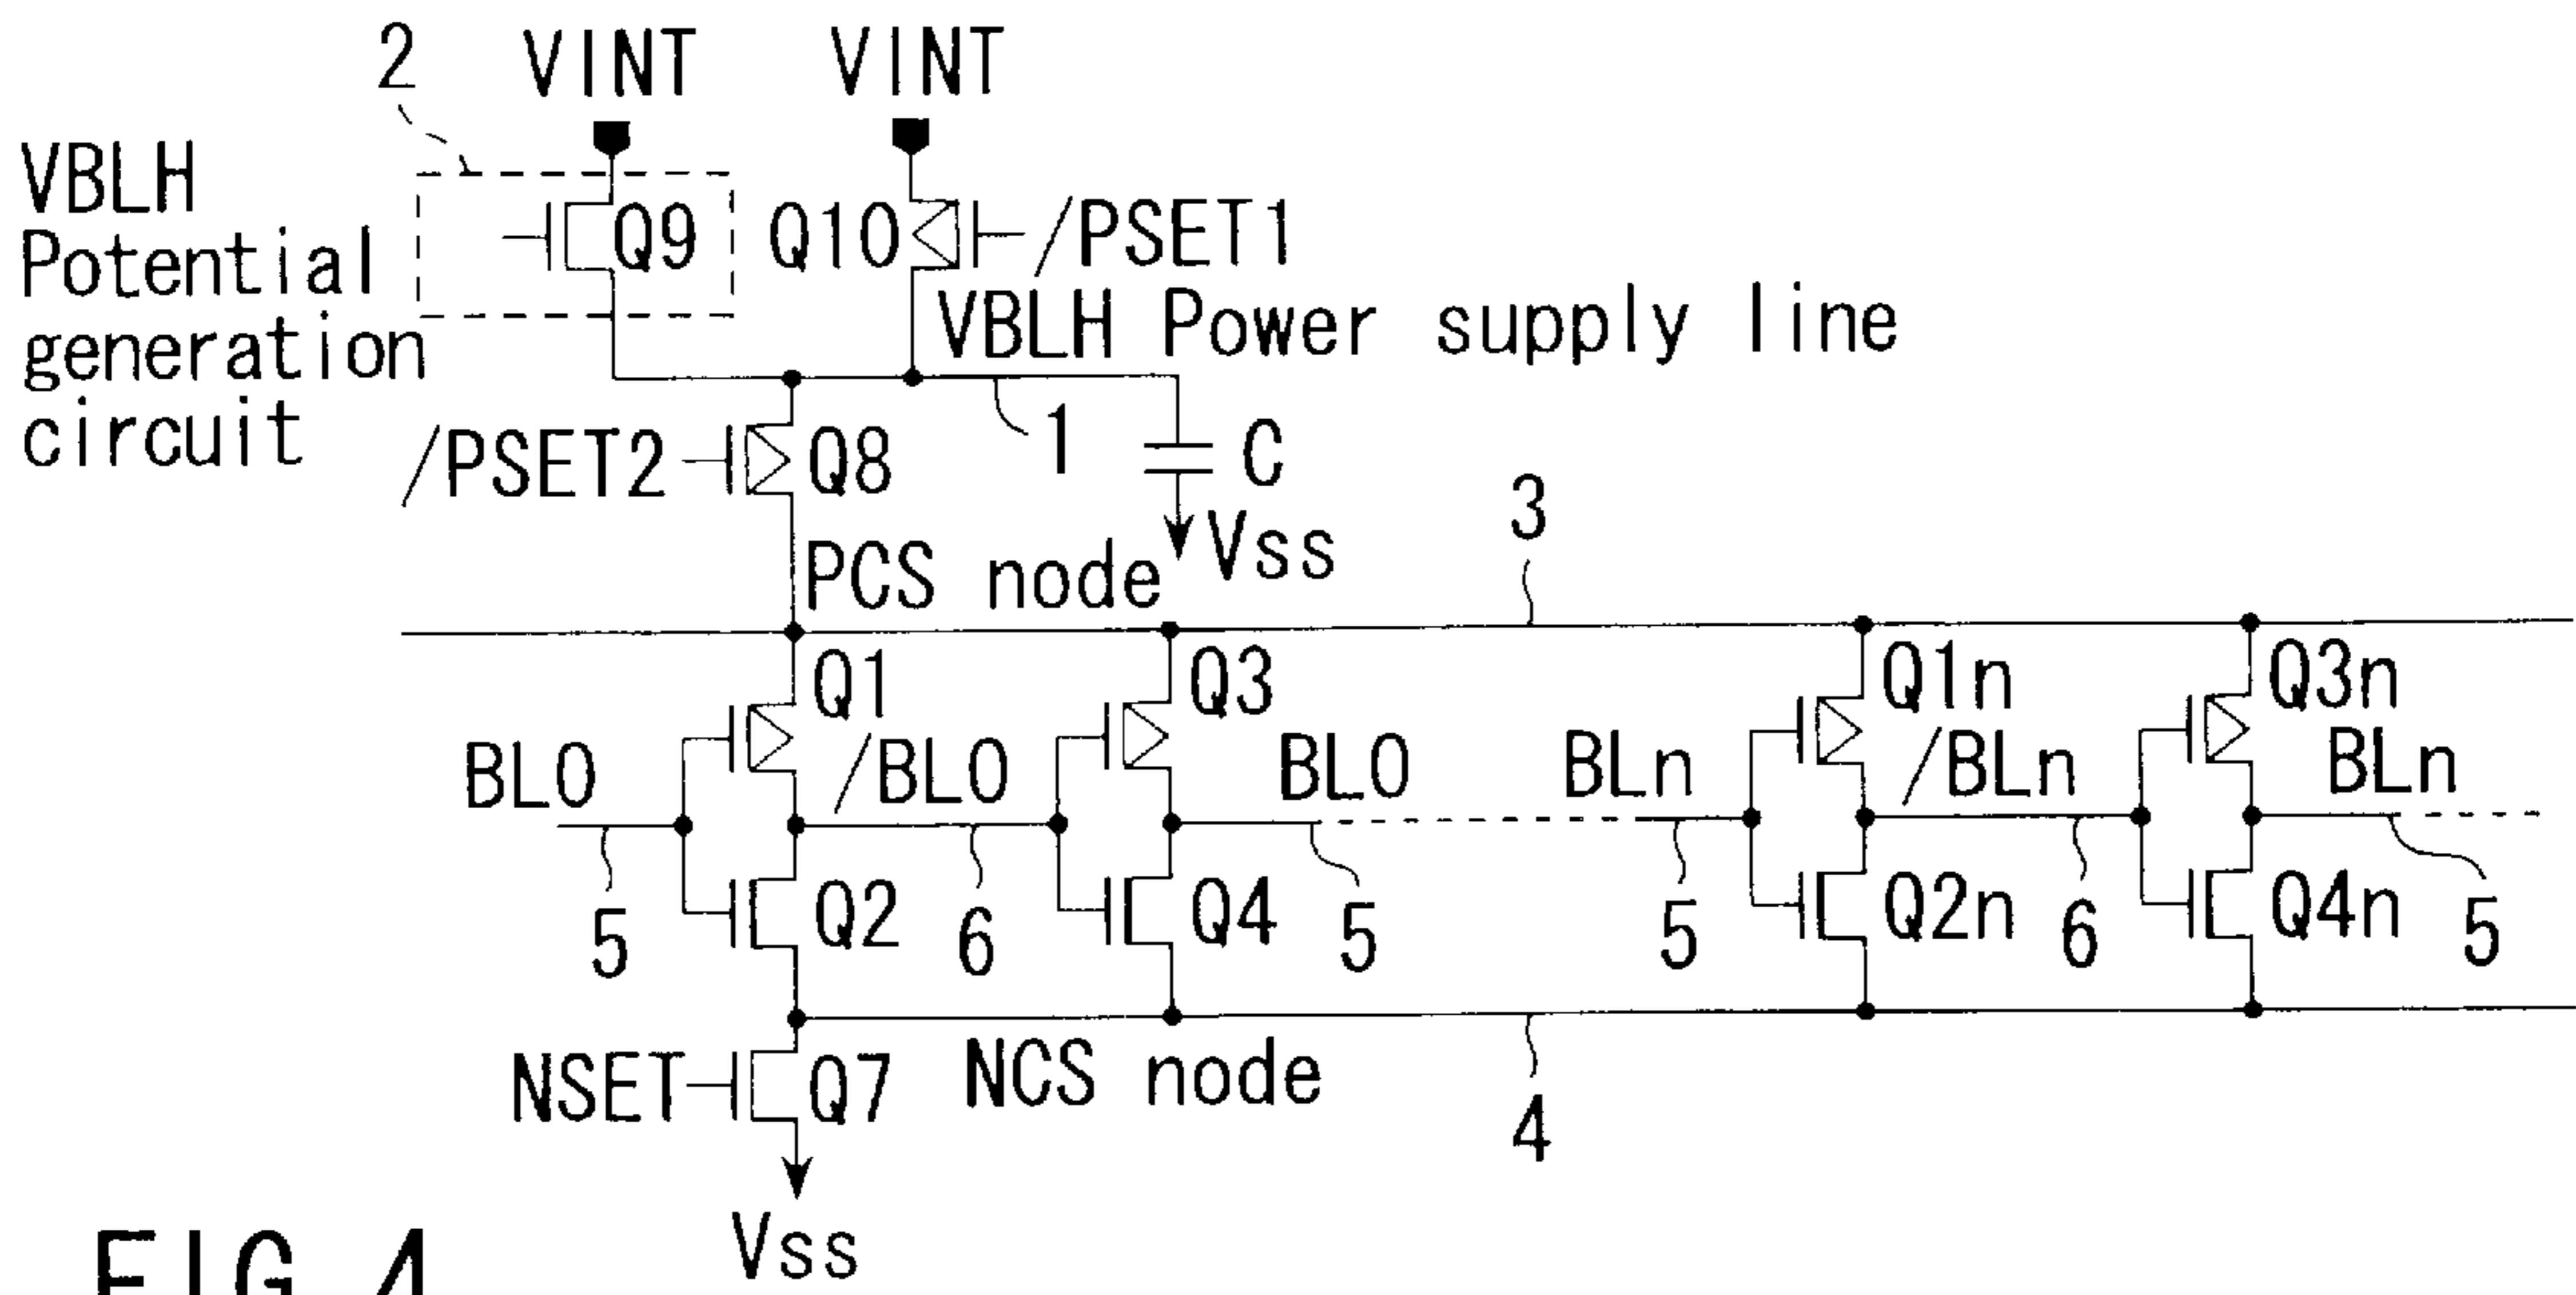 2 VINT VINT
VBLH
Potential
generation
circuit
Q9 Q10 /PSET1
VBLH Power supply line
/PSET2 Q8 1 C
Vss
PCS node 3
Q1 Q3 Q1n Q3n
BL0 /BL0 BL0 BLn /BLn BLn
5 Q2 6 Q4 5 5 Q2n 6 Q4n 5
NSET Q7 NCS node 4
Vss
FIG.4